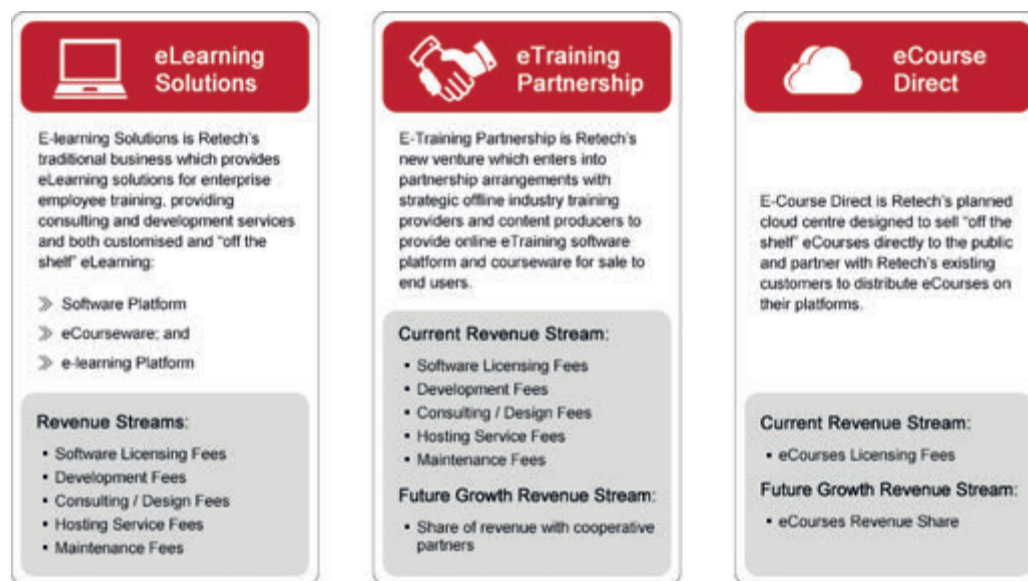 eLearning
Solutions
E-learning Solutions is Retech's
traditional business which provides
eLearning solutions for enterprise
employee training, providing
consulting and development services
and both customised and "off the
shelf" eLearning:
Software Platform
eCourseware; and
e-learning Platform
Revenue Streams:
Software Licensing Fees
Development Fees
Consulting / Design Fees
Hosting Service Fees
Maintenance Fees
eTraining
Partnership
E-Training Partnership is Retech's
new venture which enters into
partnership arrangements with
strategic offline industry training
providers and content producers to
provide online eTraining software
platform and courseware for sale to
end users.
Current Revenue Stream:
Software Licensing Fees
Development Fees
Consulting / Design Fees
Hosting Service Fees
Maintenance Fees
Future Growth Revenue Stream:
Share of revenue with cooperative
partners
eCourse
Direct
E-Course Direct is Retech's planned
cloud centre designed to sell "off the
shelf" eCourses directly to the public
and partner with Retech's existing
customers to distribute eCourses on
their platforms.
Current Revenue Stream:
eCourses Licensing Fees
Future Growth Revenue Stream:
eCourses Revenue Share